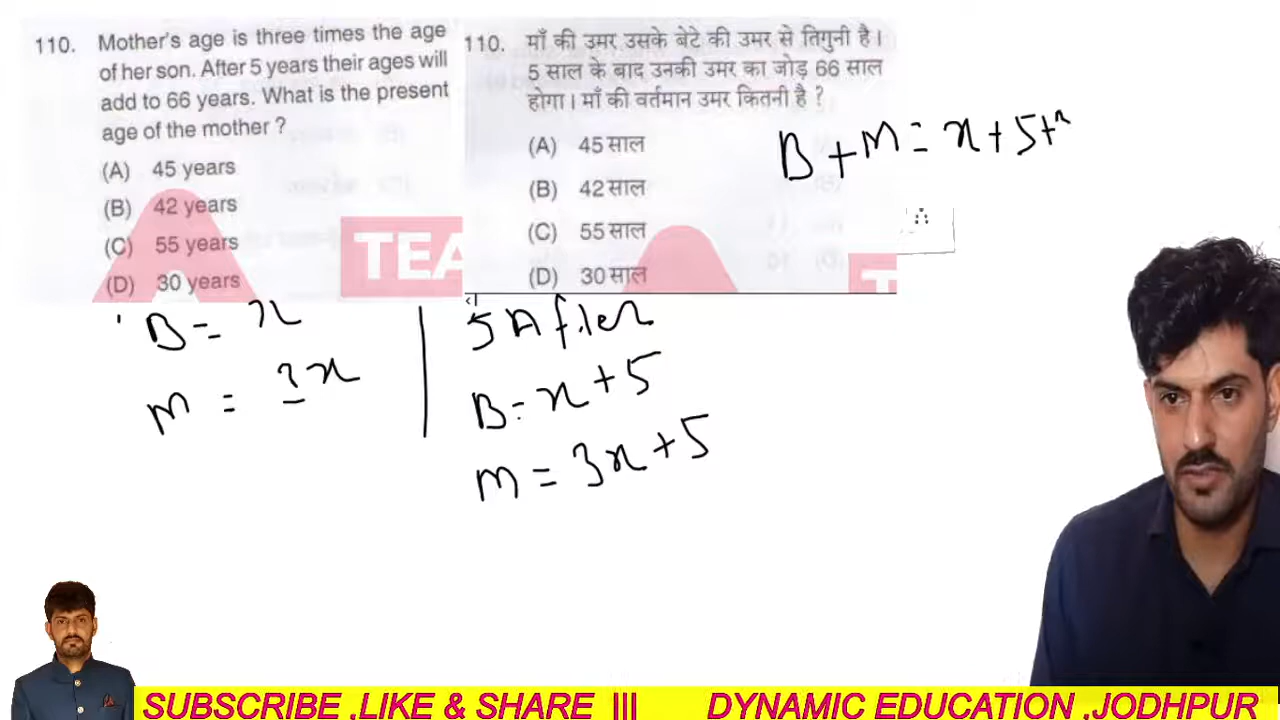 110. Mother's age is three times the age
of her son. After 5 years their ages will
add to 66 years. What is the present
age of the mother ?
(A) 45 years
(B) 42 years
(C) 55 years
(D) 30 years
110. माँ की उमर उसके बेटे की उमर से तिगुनी है।
5 साल के बाद उनकी उमर का जोड़ 66 साल
होगा। माँ की वर्तमान उमर कितनी है ?
(A) 45 साल
(B) 42 साल
(C) 55 साल
(D) 30 साल
TEA
T
B + M = x + 5 +
B = x
M = 3x
5 After
B = x + 5
M = 3x + 5
SUBSCRIBE ,LIKE & SHARE |||
DYNAMIC EDUCATION ,JODHPUR